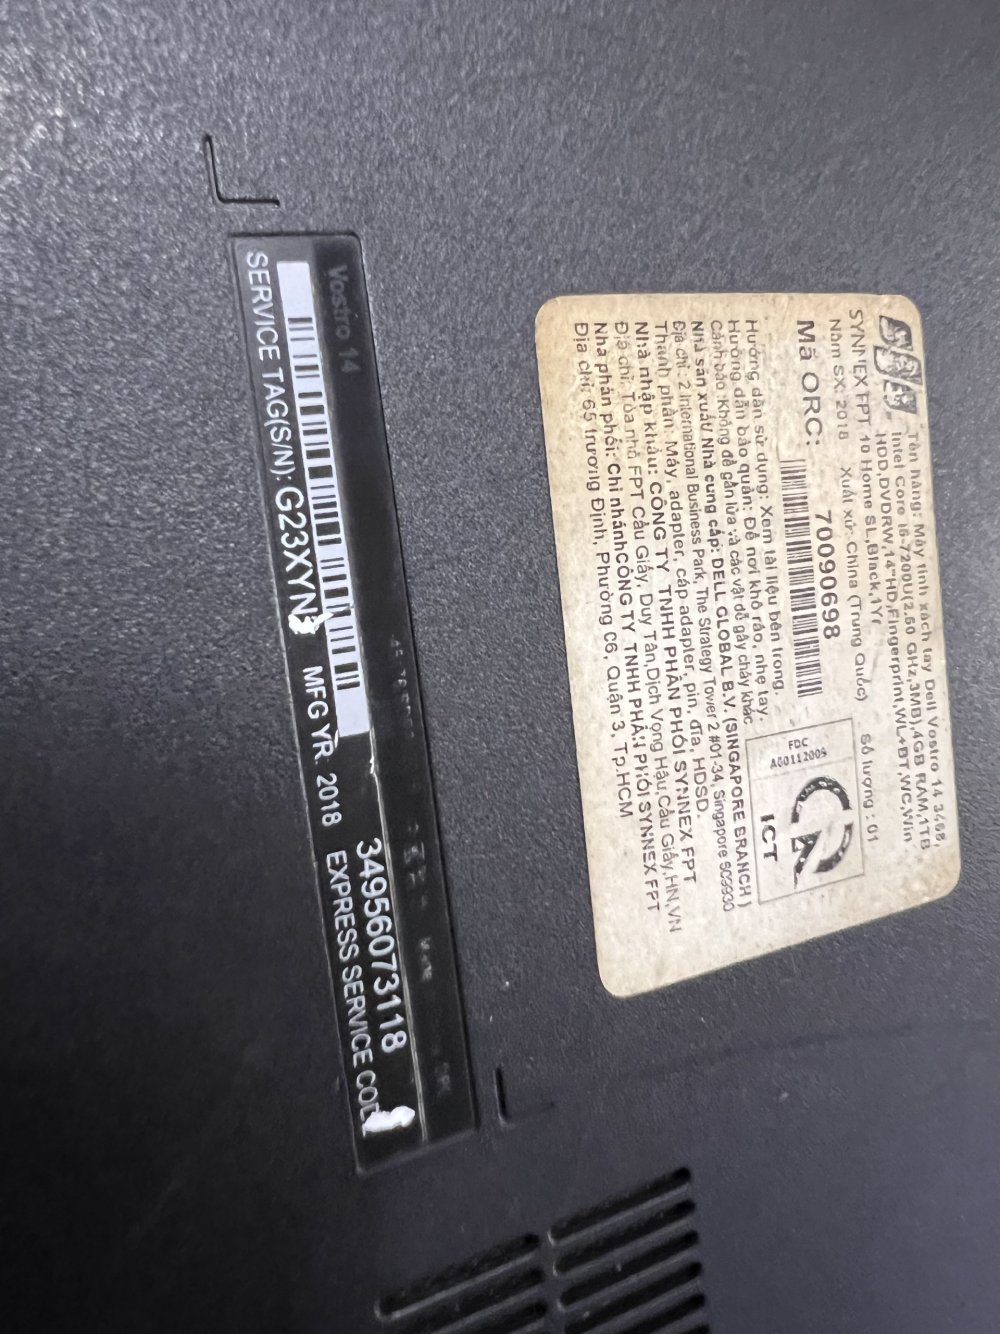 Vostro 14
SERVICE TAG(S/N): G23XYN2 MFG YR: 2018
34956073118
EXPRESS SERVICE CODE
Tên hàng: Máy tính xách tay Dell Vostro 14 3468,
Intel Core i5-7200U(2.50 GHz,3MB),4GB RAM,1TB
HDD,DVDRW,14"HD,Fingerprint,WL+BT,WC,Win
SYNNEX FPT 10 Home SL,Black,1Yr
Năm SX: 2018 Xuất xứ: China (Trung Quốc) Số lượng : 01
Mã ORC: 70090698
FDC
A60112009
ICT
Hướng dẫn sử dụng: Xem tài liệu bên trong.
Hướng dẫn bảo quản: Để nơi khô ráo, nhẹ tay.
Cảnh báo: Không để gần lửa và các vật dễ gây cháy khác
Nhà sản xuất/ Nhà cung cấp: DELL GLOBAL B.V. (SINGAPORE BRANCH)
Địa chỉ: 2 International Business Park, The Strategy Tower 2 #01-34, Singapore 609930
Thành phần: Máy, adapter, cáp adapter, pin, đĩa, HDSD
Nhà nhập khẩu: CÔNG TY TNHH PHÂN PHỐI SYNNEX FPT
Địa chỉ: Tòa nhà FPT Cầu Giấy, Duy Tân,Dịch Vọng Hậu,Cầu Giấy,HN,VN
Nhà phân phối: Chi nhánhCÔNG TY TNHH PHÂN PHỐI SYNNEX FPT
Địa chỉ: 65 Trương Định, Phường C6, Quận 3, Tp.HCM